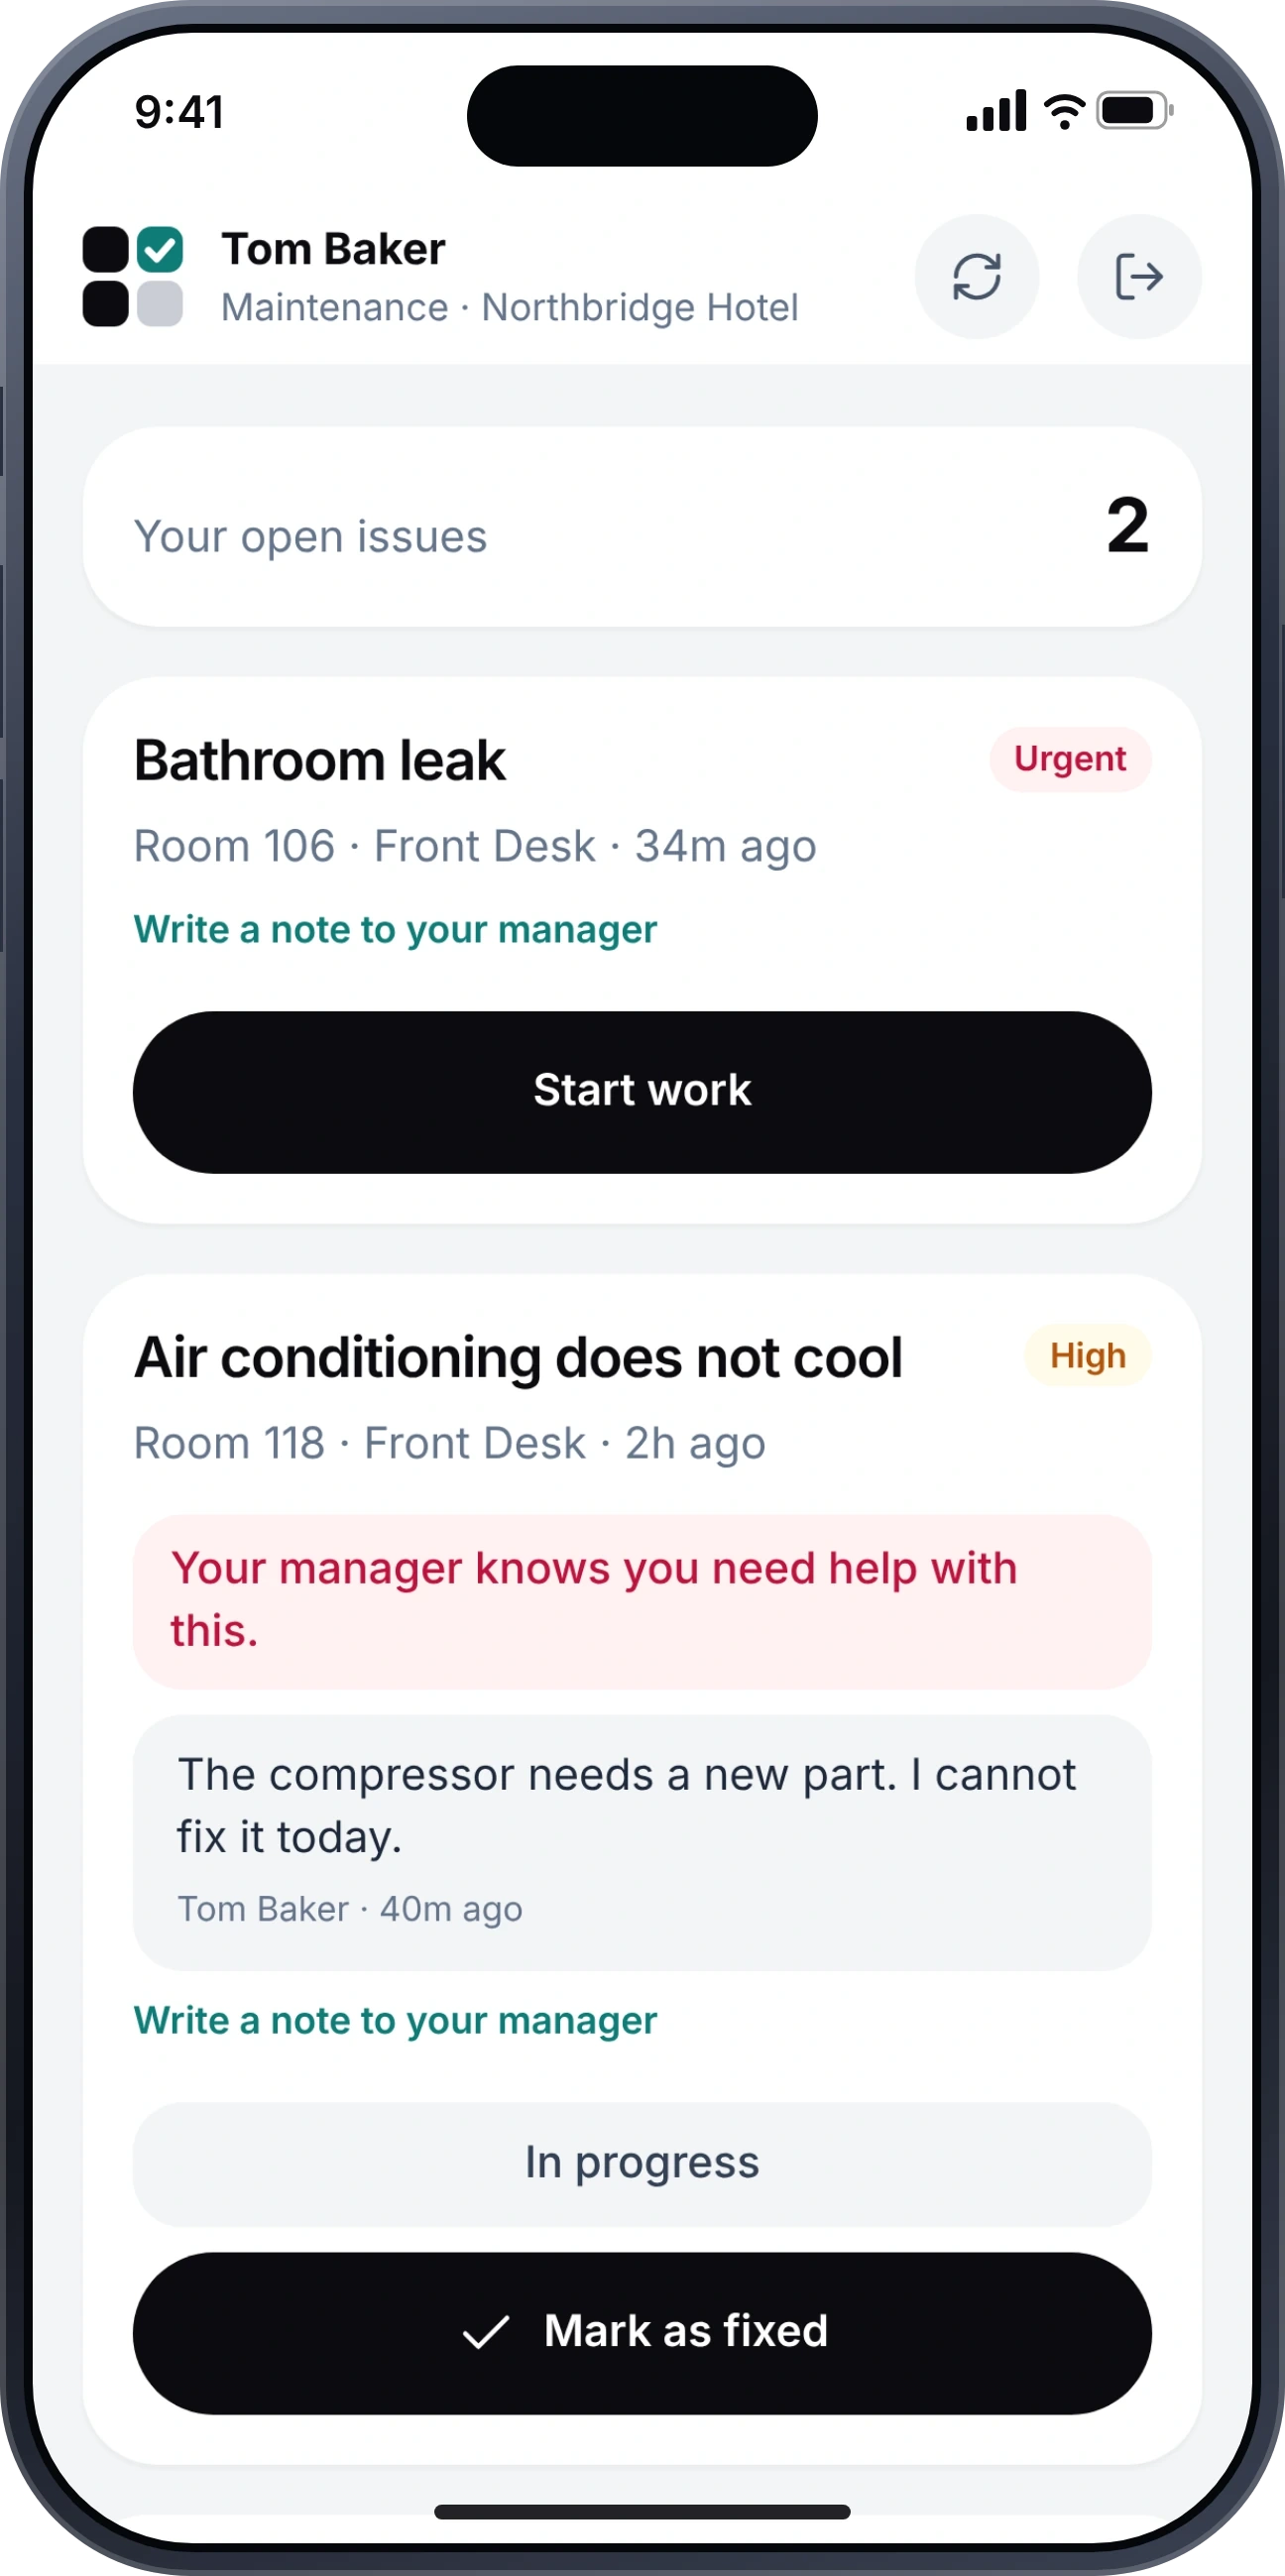 9:41
Tom Baker
Maintenance · Northbridge Hotel
Your open issues
2
Bathroom leak
Urgent
Room 106 · Front Desk · 34m ago
Write a note to your manager
Start work
Air conditioning does not cool
High
Room 118 · Front Desk · 2h ago
Your manager knows you need help with
this.
The compressor needs a new part. I cannot
fix it today.
Tom Baker · 40m ago
Write a note to your manager
In progress
Mark as fixed